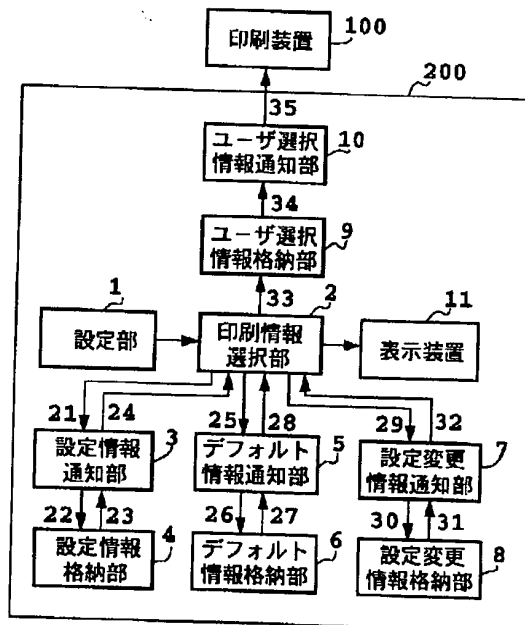 印刷装置
100
200
35
ユーザ選択
情報通知部
10
34
ユーザ選択
情報格納部
9
33
1
2
11
設定部
印刷情報
選択部
表示装置
21
24
25
28
29
32
設定情報
通知部
3
デフォルト
情報通知部
5
設定変更
情報通知部
7
22
23
26
27
30
31
設定情報
格納部
4
デフォルト
情報格納部
6
設定変更
情報格納部
8